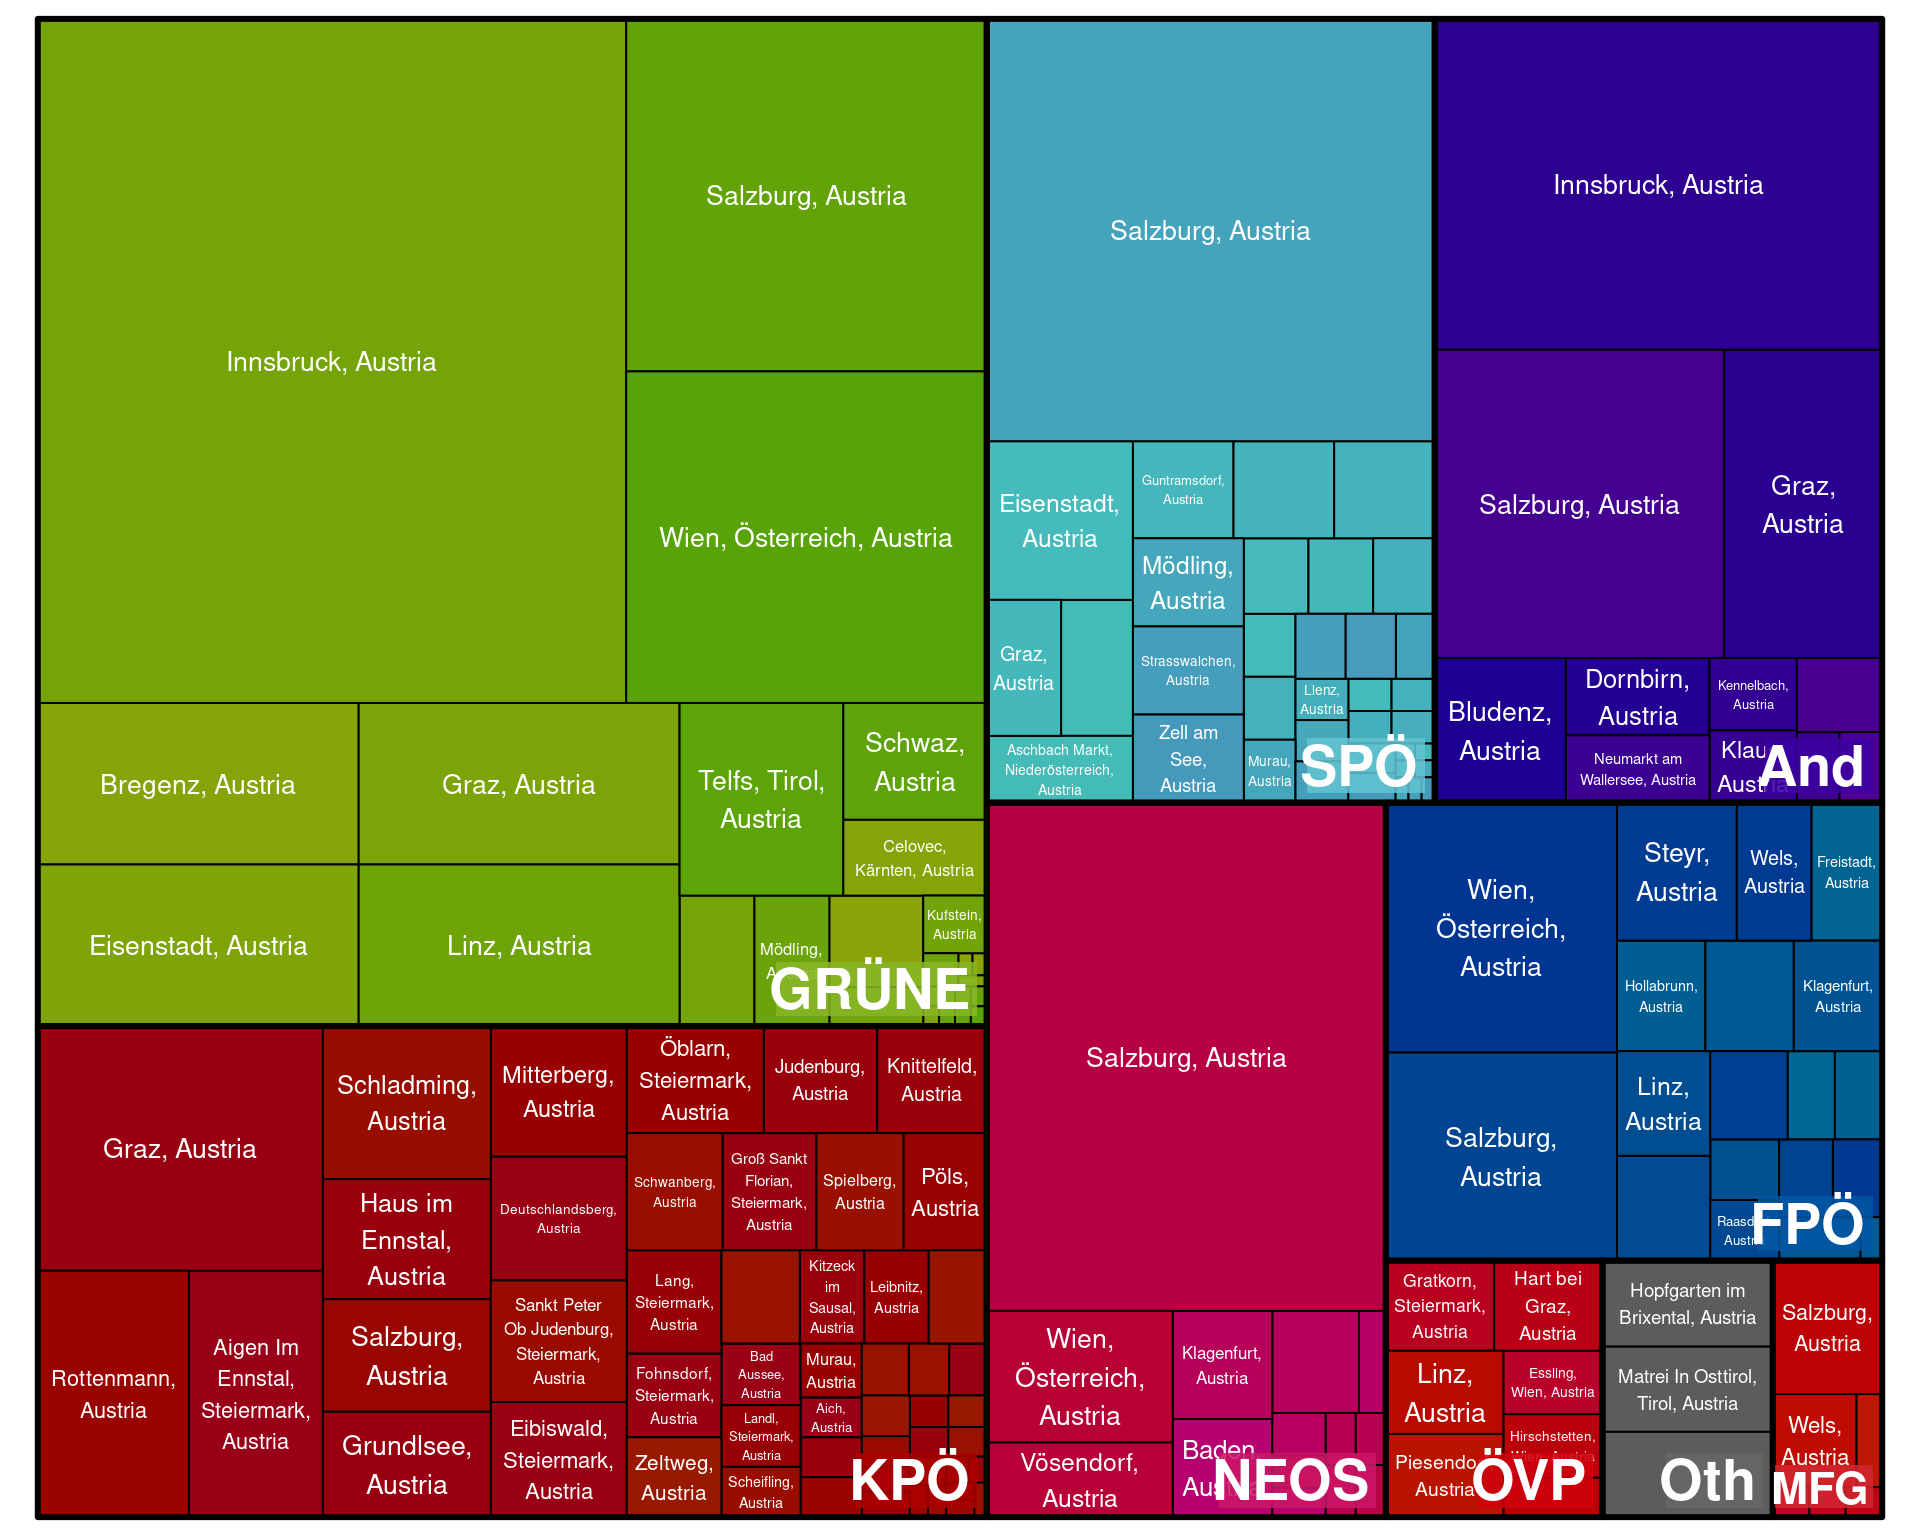 Innsbruck, Austria
Salzburg, Austria
Wien, Österreich, Austria
Bregenz, Austria
Graz, Austria
Eisenstadt, Austria
Linz, Austria
Telfs, Tirol,
Austria
Schwaz,
Austria
Celovec,
Kärnten, Austria
Mödling,
Kufstein,
Austria
GRÜNE
Salzburg, Austria
Eisenstadt,
Austria
Guntramsdorf,
Austria
Mödling,
Austria
Graz,
Austria
Strasswalchen,
Austria
Aschbach Markt,
Niederösterreich,
Austria
Zell am
See,
Austria
Lienz,
Austria
Murau,
Austria
SPÖ
Innsbruck, Austria
Salzburg, Austria
Graz,
Austria
Bludenz,
Austria
Dornbirn,
Austria
Neumarkt am
Wallersee, Austria
Kennelbach,
Austria
Klau
Austria
And
Graz, Austria
Rottenmann,
Austria
Aigen Im
Ennstal,
Steiermark,
Austria
Schladming,
Austria
Haus im
Ennstal,
Austria
Salzburg,
Austria
Grundlsee,
Austria
Mitterberg,
Austria
Deutschlandsberg,
Austria
Sankt Peter
Ob Judenburg,
Steiermark,
Austria
Eibiswald,
Steiermark,
Austria
Öblarn,
Steiermark,
Austria
Judenburg,
Austria
Knittelfeld,
Austria
Schwanberg,
Austria
Groß Sankt
Florian,
Steiermark,
Austria
Spielberg,
Austria
Pöls,
Austria
Lang,
Steiermark,
Austria
Kitzeck
im
Sausal,
Austria
Leibnitz,
Austria
Fohnsdorf,
Steiermark,
Austria
Bad
Aussee,
Austria
Murau,
Austria
Aich,
Austria
Landl,
Steiermark,
Austria
Zeltweg,
Austria
Scheifling,
Austria
KPÖ
Salzburg, Austria
Wien,
Österreich,
Austria
Vösendorf,
Austria
Klagenfurt,
Austria
Baden,
Austria
NEOS
Wien,
Österreich,
Austria
Salzburg,
Austria
Steyr,
Austria
Wels,
Austria
Freistadt,
Austria
Hollabrunn,
Austria
Klagenfurt,
Austria
Linz,
Austria
Raasd
Austri
FPÖ
Gratkorn,
Steiermark,
Austria
Hart bei
Graz,
Austria
Linz,
Austria
Essling,
Wien, Austria
Hirschstetten,
Wien, Austria
Piesendo
Austria
ÖVP
Hopfgarten im
Brixental, Austria
Matrei In Osttirol,
Tirol, Austria
Oth
Salzburg,
Austria
Wels,
Austria
MFG